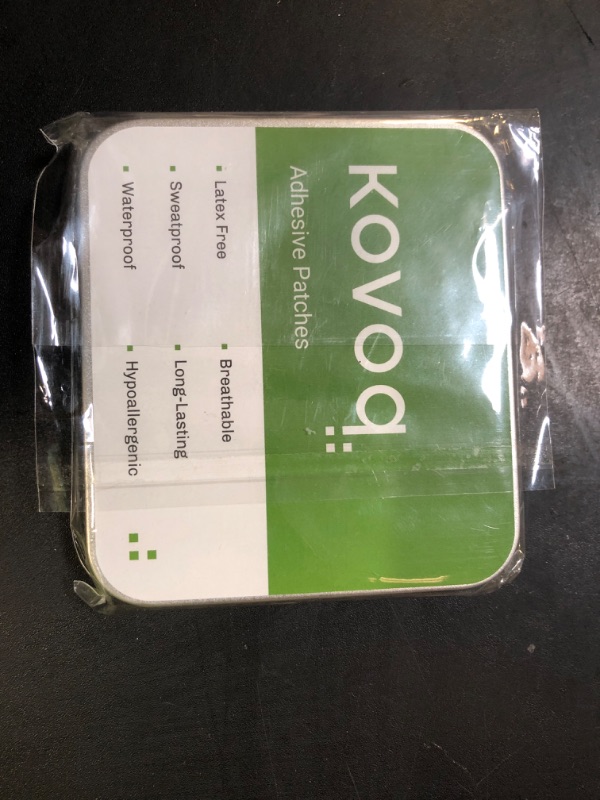 KOVOQ
Adhesive Patches
Latex Free
Breathable
Sweatproof
Long-Lasting
Waterproof
Hypoallergenic